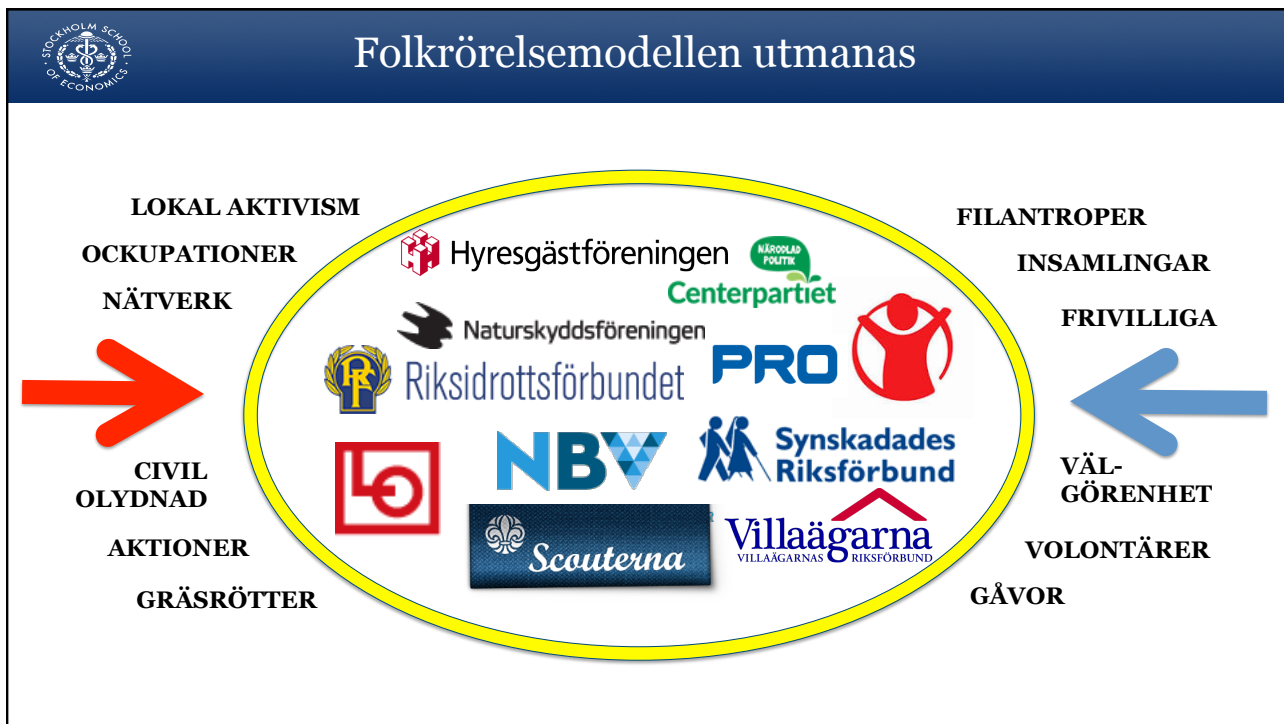 STOCKHOLM SCHOOL OF ECONOMICS
Folkrörelsemodellen utmanas
LOKAL AKTIVISM
OCKUPATIONER
NÄTVERK
CIVIL
OLYDNAD
AKTIONER
GRÄSRÖTTER
Hyresgästföreningen
NÄRODLAD
POLITIK
Centerpartiet
Naturskyddsföreningen
RF
Riksidrottsförbundet
PRO
LO
NBV
Synskadades
Riksförbund
R
Scouterna
Villaägarna
VILLAÄGARNAS RIKSFÖRBUND
FILANTROPER
INSAMLINGAR
FRIVILLIGA
VÄL-
GÖRENHET
VOLONTÄRER
GÅVOR